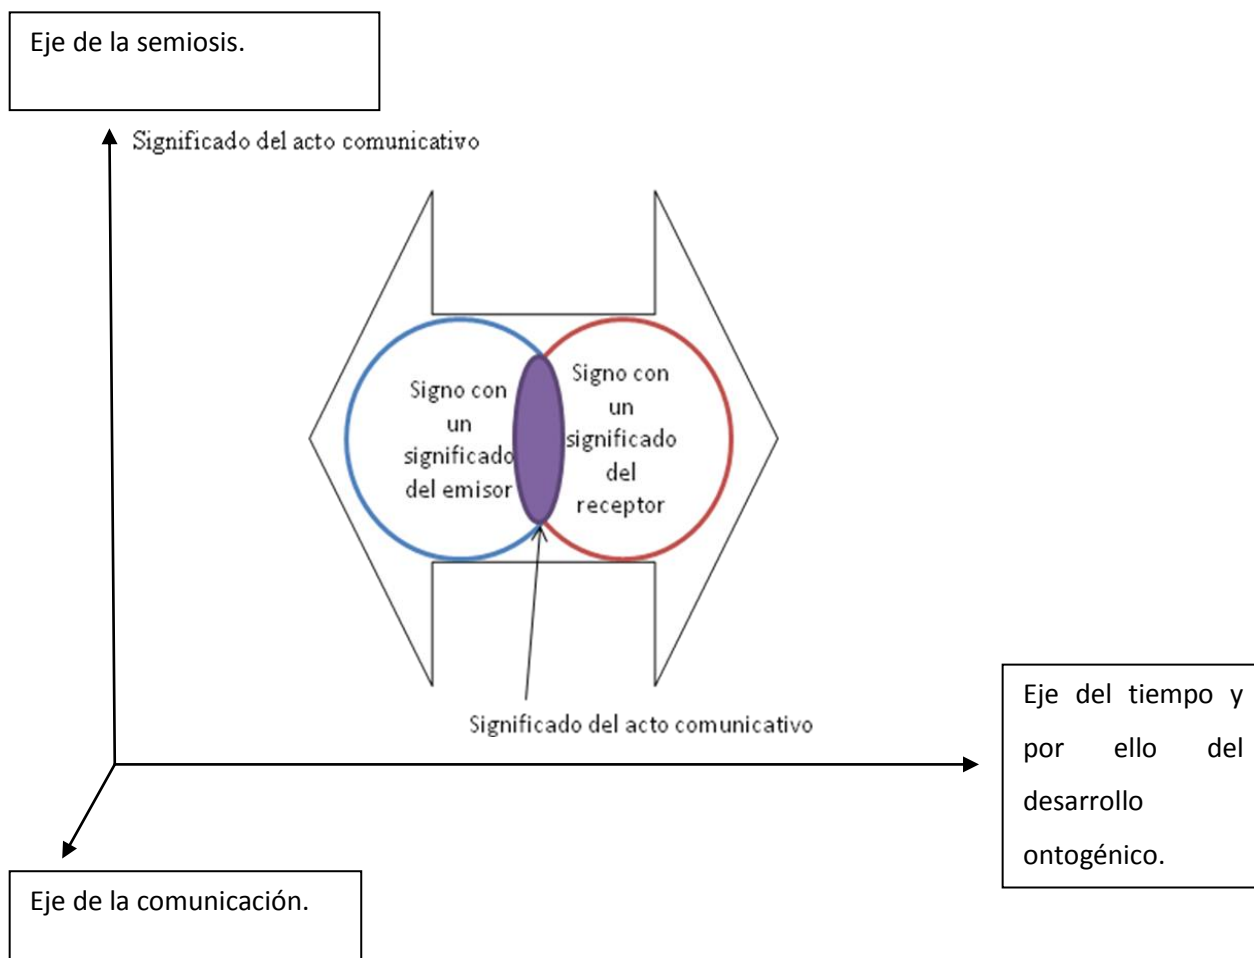 Eje de la semiosis.
Significado del acto comunicativo
Signo con
un
significado
del emisor
Signo con
un
significado
del
receptor
Significado del acto comunicativo
Eje del tiempo y
por ello del
desarrollo
ontogénico.
Eje de la comunicación.